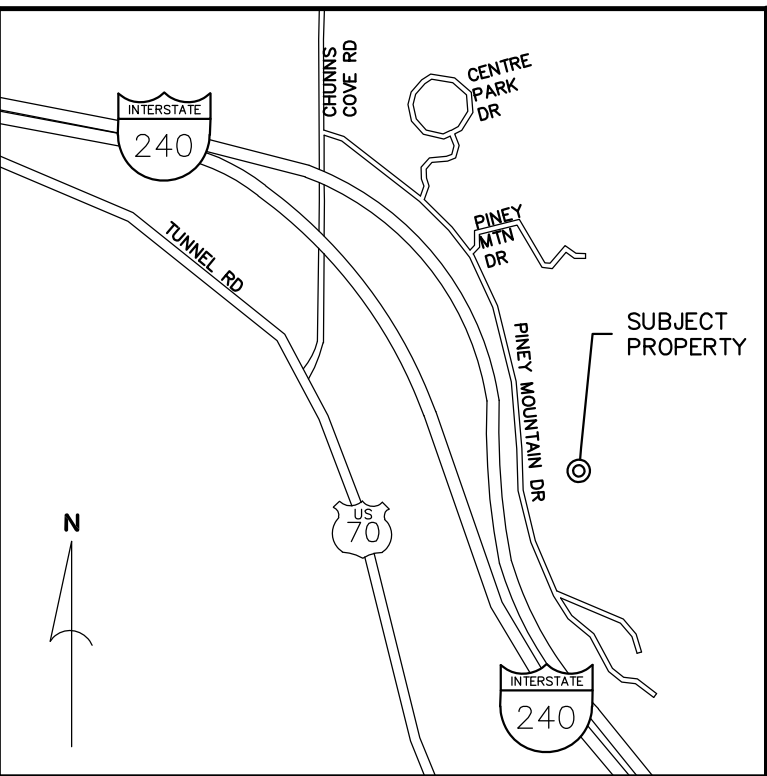 CHUNNS
COVE RD
CENTRE
PARK
DR
INTERSTATE
240
TUNNEL RD
PINEY
MTN
DR
SUBJECT
PROPERTY
PINEY MOUNTAIN DR
US
70
N
INTERSTATE
240